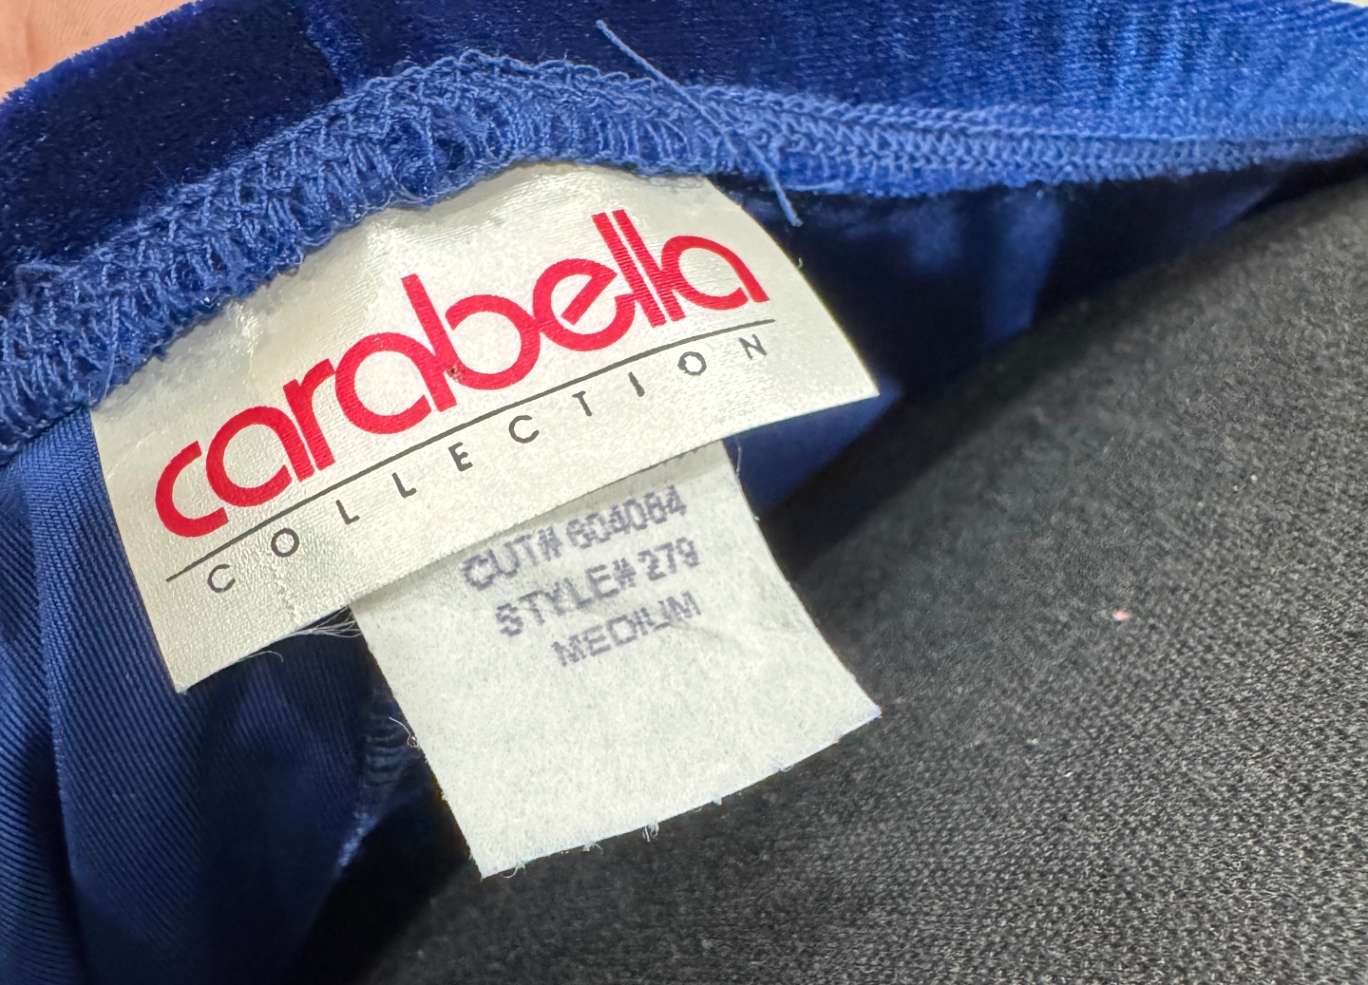 carabella
COLLECTION
CUT# 604064
STYLE# 279
MEDIUM